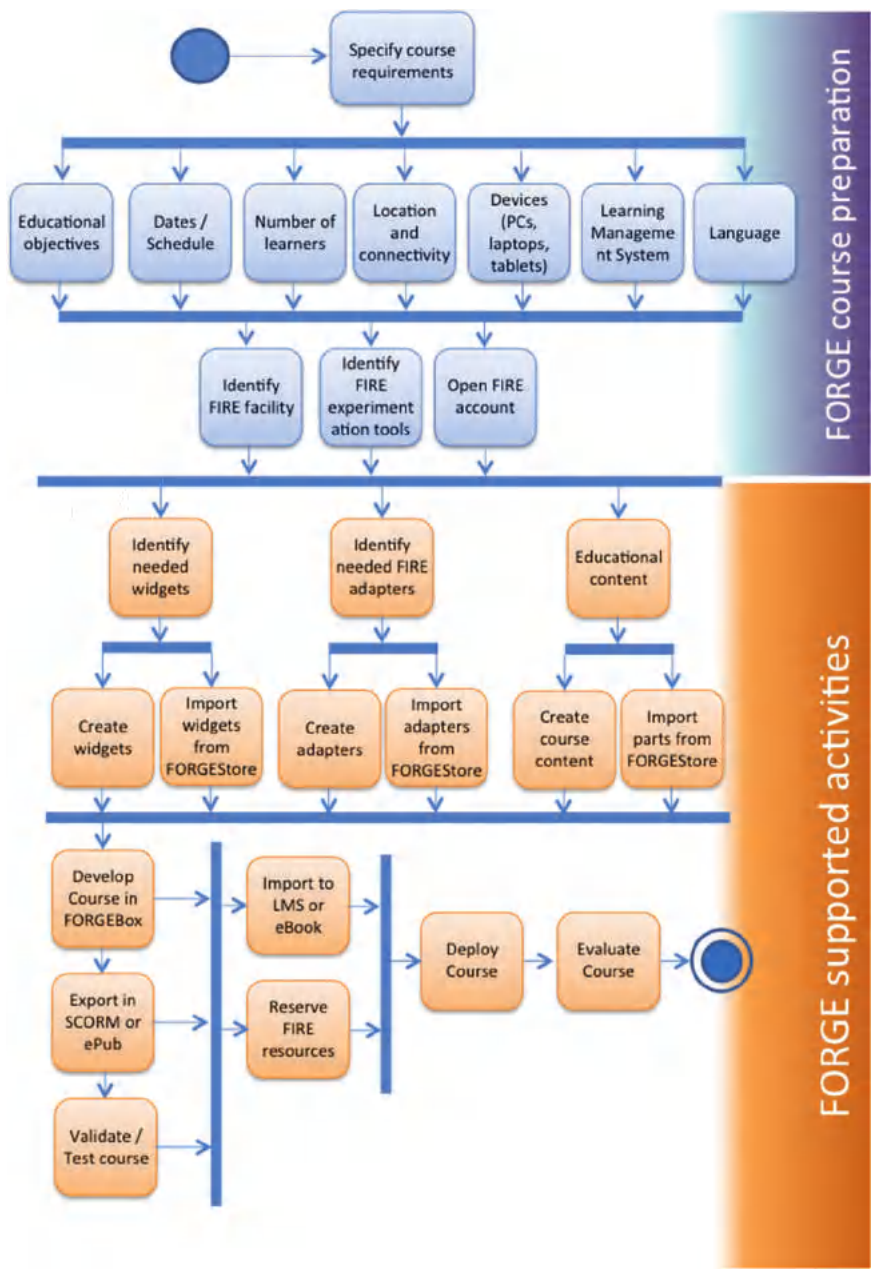 Specify course
requirements
Educational
objectives
Dates /
Schedule
Number of
learners
Location
and
connectivity
Devices
(PCs,
laptops,
tablets)
Learning
Manageme
nt System
Language
Identify
FIRE facility
Identify
FIRE
experiment
ation tools
Open FIRE
account
FORGE course preparation
Identify
needed
widgets
Identify
needed FIRE
adapters
Educational
content
Create
widgets
Import
widgets
from
FORGEStore
Create
adapters
Import
adapters
from
FORGEStore
Create
course
content
Import
parts from
FORGEStore
Develop
Course in
FORGEBox
Export in
SCORM or
ePub
Validate /
Test course
Import to
LMS or
eBook
Reserve
FIRE
resources
Deploy
Course
Evaluate
Course
FORGE supported activities